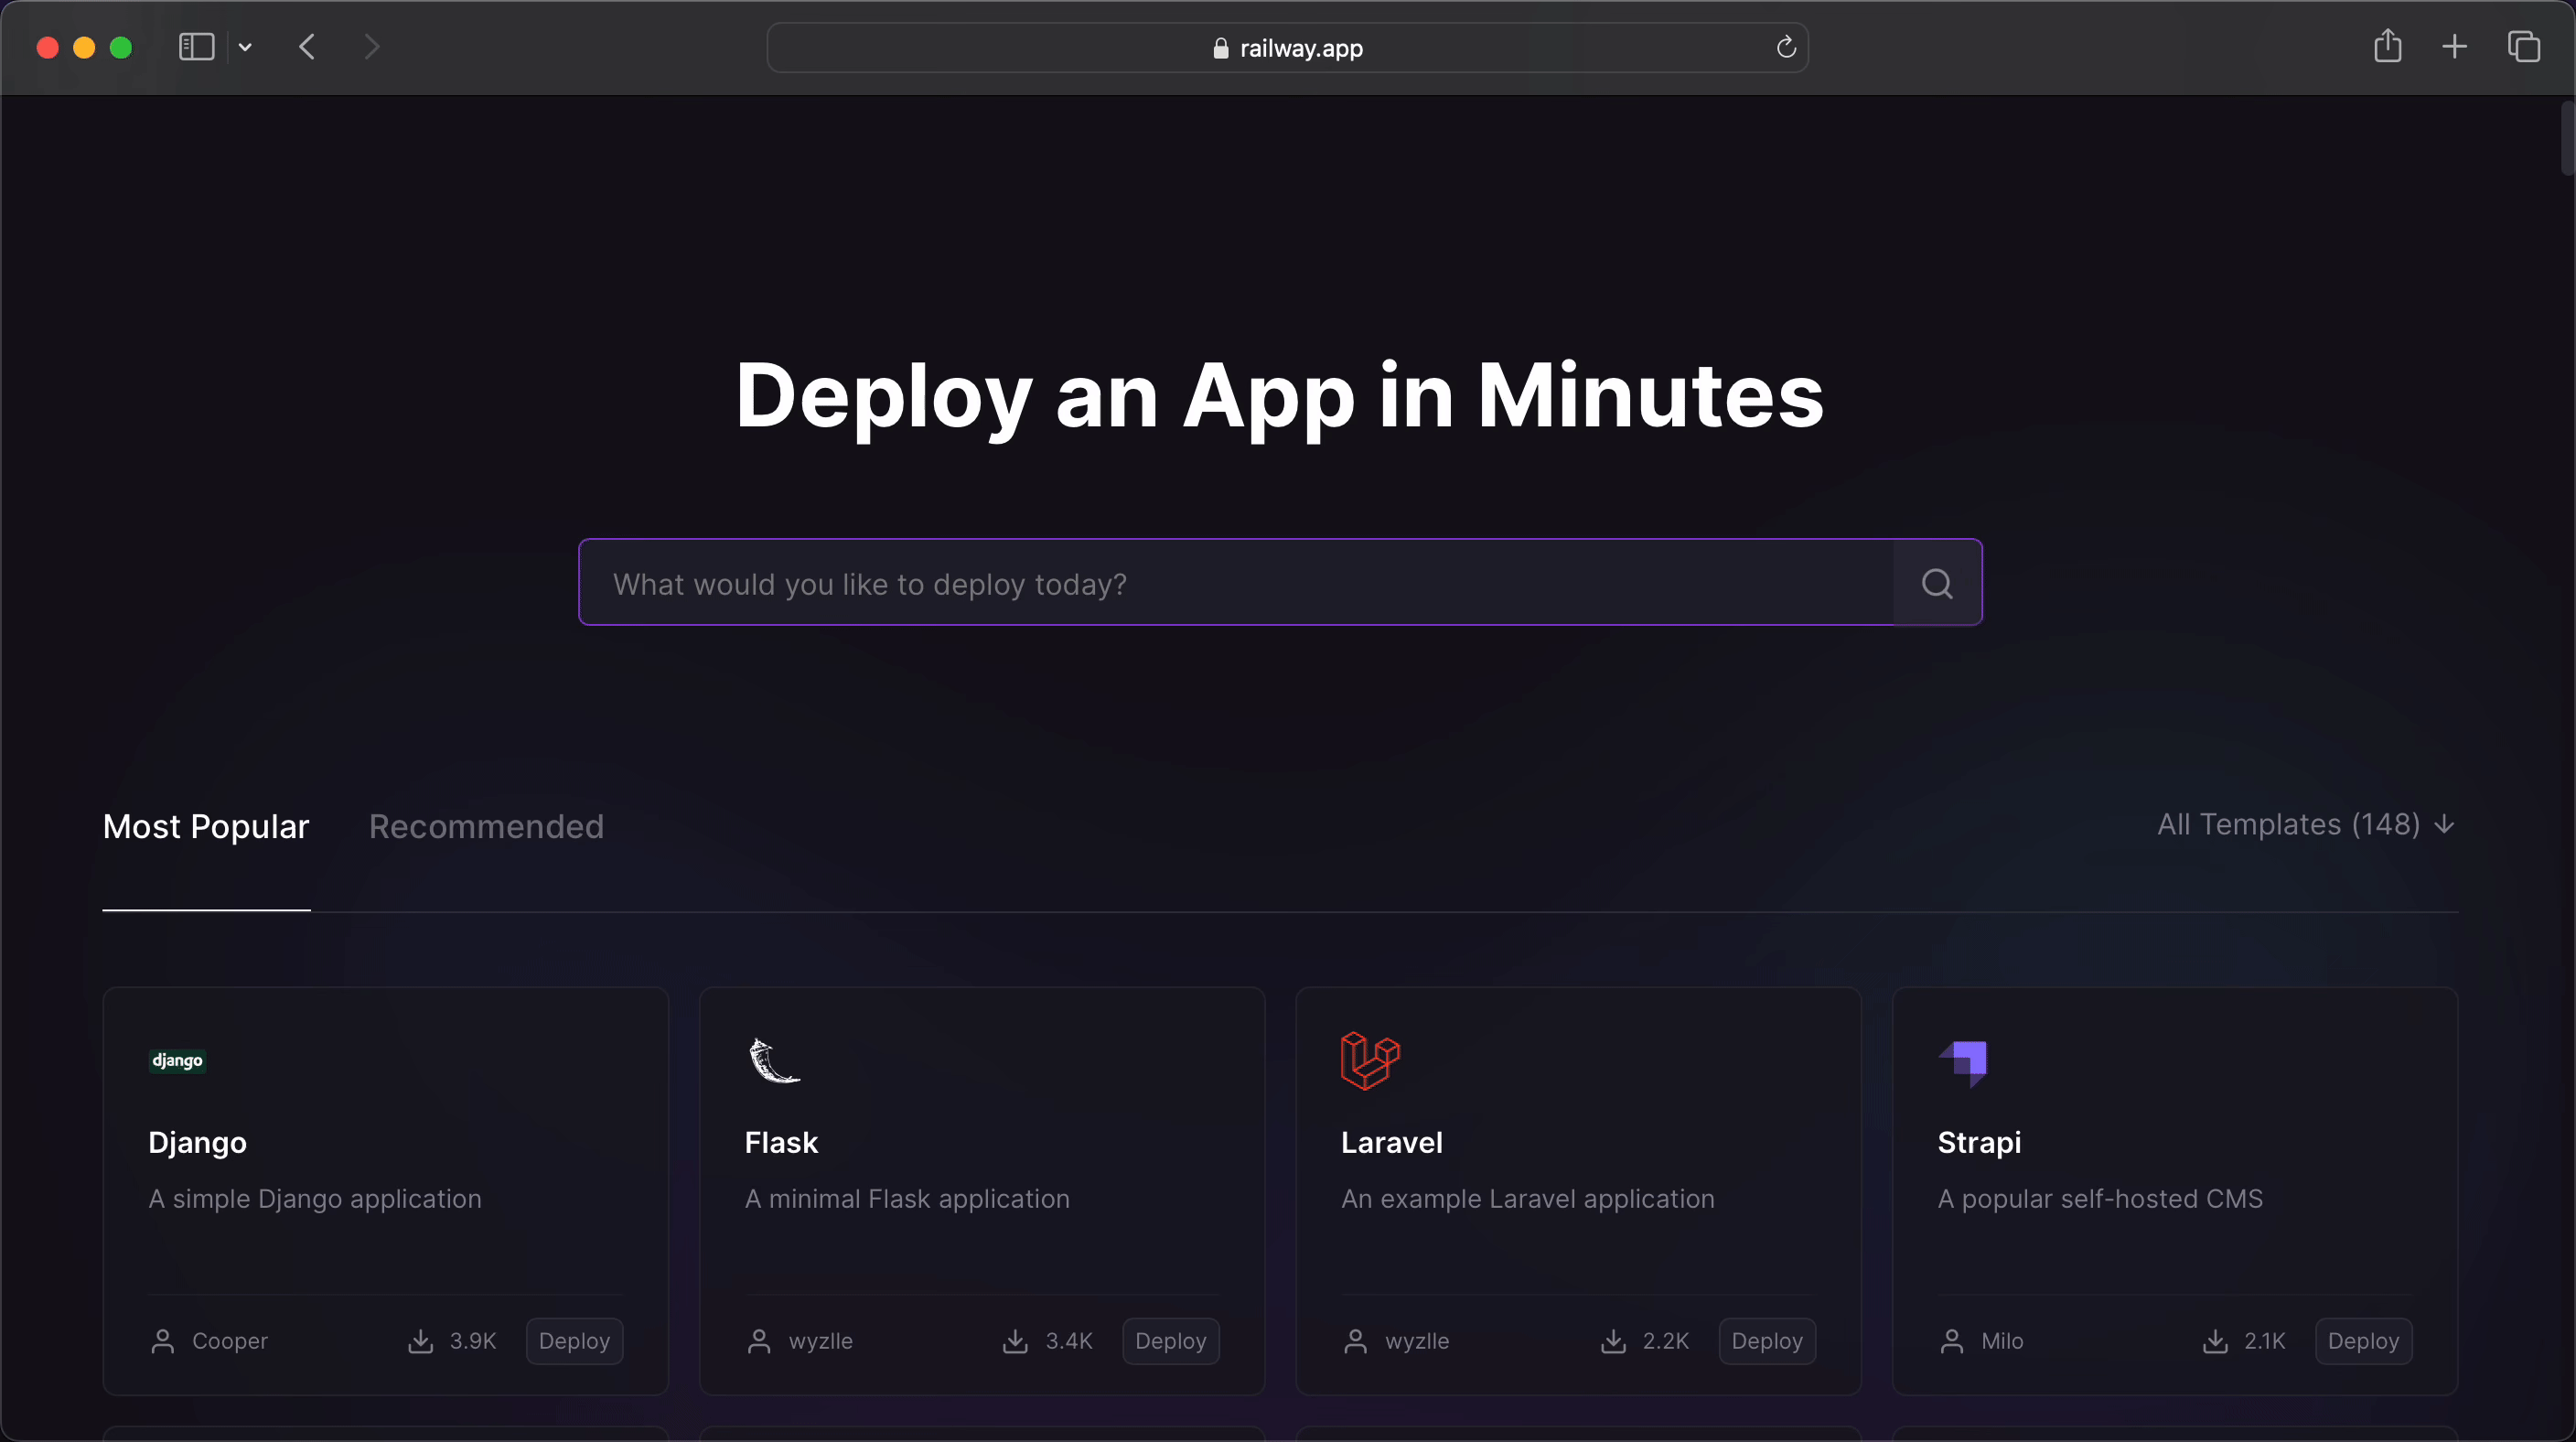 railway.app
Deploy an App in Minutes
What would you like to deploy today?
Most Popular
Recommended
All Templates (148)
django
Django
A simple Django application
Cooper
3.9K
Deploy
Flask
A minimal Flask application
wyzlle
3.4K
Deploy
Laravel
An example Laravel application
wyzlle
2.2K
Deploy
Strapi
A popular self-hosted CMS
Milo
2.1K
Deploy